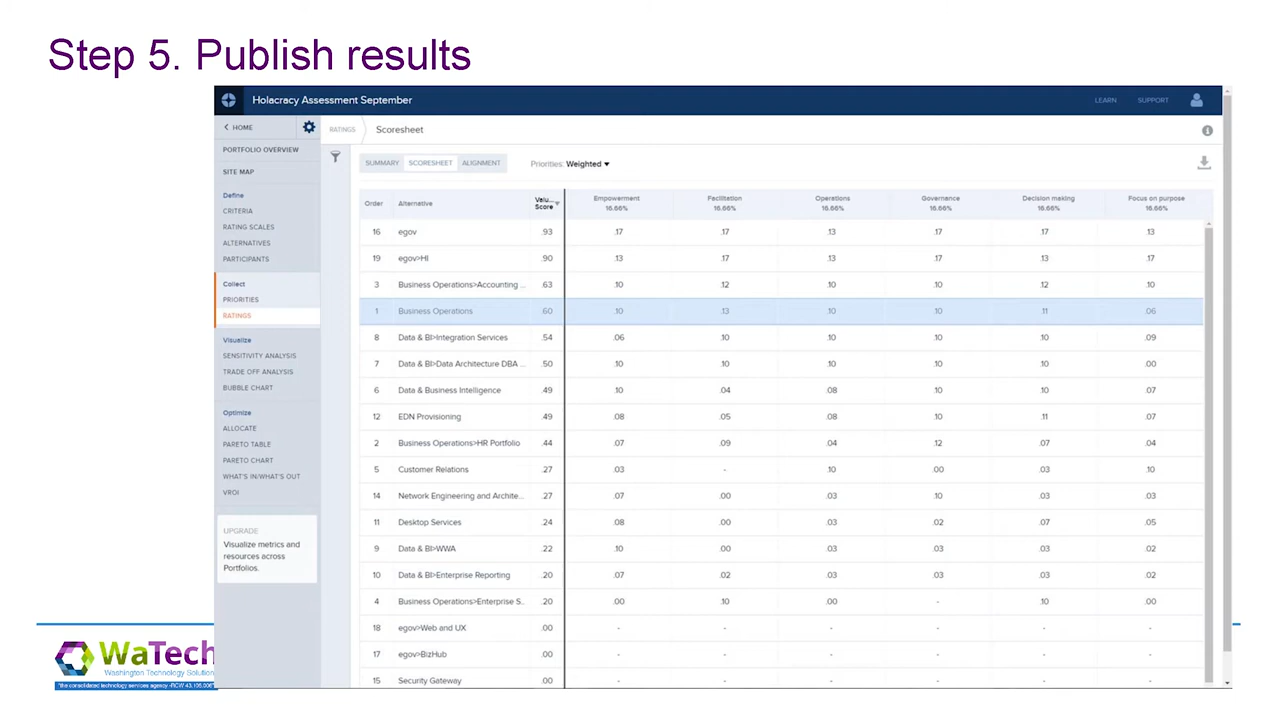 Step 5. Publish results
Holacracy Assessment September
LEARN SUPPORT
HOME
RATINGS Scoresheet
PORTFOLIO OVERVIEW
SITE MAP
Define
CRITERIA
RATING SCALES
ALTERNATIVES
PARTICIPANTS
Collect
PRIORITIES
RATINGS
Visualize
SENSITIVITY ANALYSIS
TRADE OFF ANALYSIS
BUBBLE CHART
Optimize
ALLOCATE
PARETO TABLE
PARETO CHART
WHAT'S IN/WHAT'S OUT
VROI
UPGRADE
Visualize metrics and
resources across
Portfolios.
SUMMARY SCORESHEET ALIGNMENT Priorities: Weighted
Order Alternative Valu... Score Empowerment 16.66% Facilitation 16.66% Operations 16.66% Governance 16.66% Decision making 16.66% Focus on purpose 16.66%
16 egov .93 .17 .17 .13 .17 .17 .13
19 egov>HI .90 .13 .17 .13 .17 .13 .17
3 Business Operations>Accounting ... .63 .10 .12 .10 .10 .12 .10
1 Business Operations .60 .10 .13 .10 .10 .11 .06
8 Data & BI>Integration Services .54 .06 .10 .10 .10 .10 .09
7 Data & BI>Data Architecture DBA ... .50 .10 .10 .10 .10 .10 .00
6 Data & Business Intelligence .49 .10 .04 .08 .10 .10 .07
12 EDN Provisioning .49 .08 .05 .08 .10 .11 .07
2 Business Operations>HR Portfolio .44 .07 .09 .04 .12 .07 .04
5 Customer Relations .27 .03 - .10 .00 .03 .10
14 Network Engineering and Archite... .27 .07 .00 .03 .10 .03 .03
11 Desktop Services .24 .08 .00 .03 .02 .07 .05
9 Data & BI>WWA .22 .10 .00 .03 .03 .03 .02
10 Data & BI>Enterprise Reporting .20 .07 .02 .03 .03 .03 .02
4 Business Operations>Enterprise S.. .20 .00 .10 .00 - .10 .00
18 egov>Web and UX .00 - - - - - -
17 egov>BizHub .00 - - - - - -
15 Security Gateway .00 - - - - - -
WaTech
Washington Technology Solution
"the consolidated technology services agency -RCW 43.105.006"